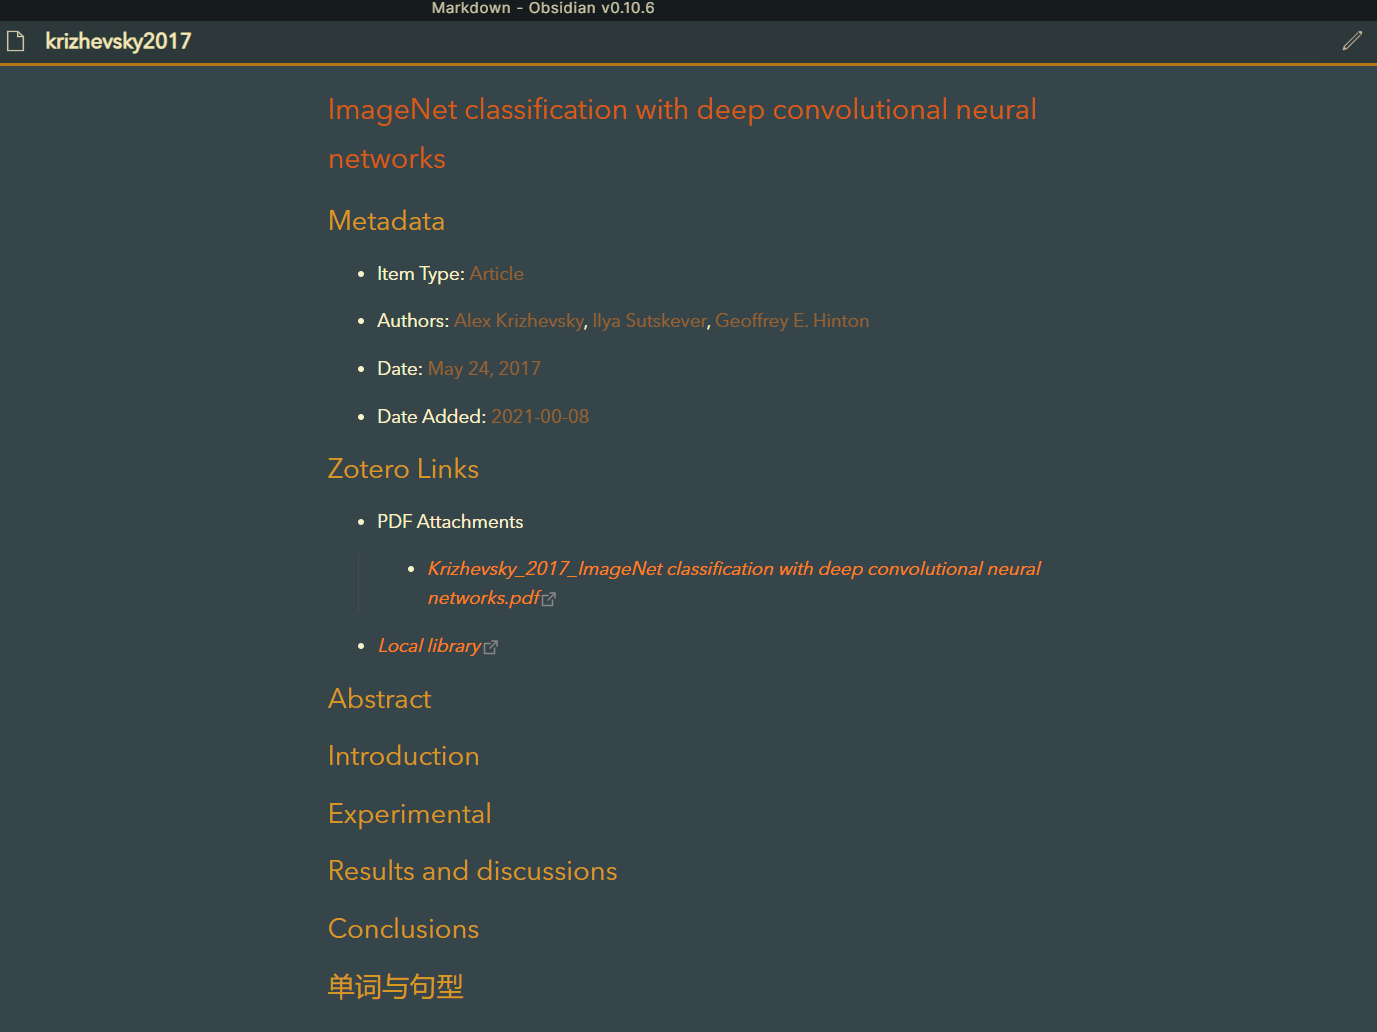 Markdown - Obsidian v0.10.6
krizhevsky2017
ImageNet classification with deep convolutional neural
networks
Metadata
Item Type: Article
Authors: Alex Krizhevsky, Ilya Sutskever, Geoffrey E. Hinton
Date: May 24, 2017
Date Added: 2021-00-08
Zotero Links
PDF Attachments
Krizhevsky_2017_ImageNet classification with deep convolutional neural
networks.pdf
Local library
Abstract
Introduction
Experimental
Results and discussions
Conclusions
单词与句型